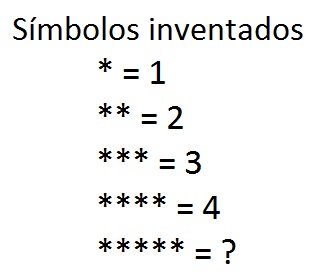 Símbolos inventados
* = 1
** = 2
*** = 3
**** = 4
***** = ?